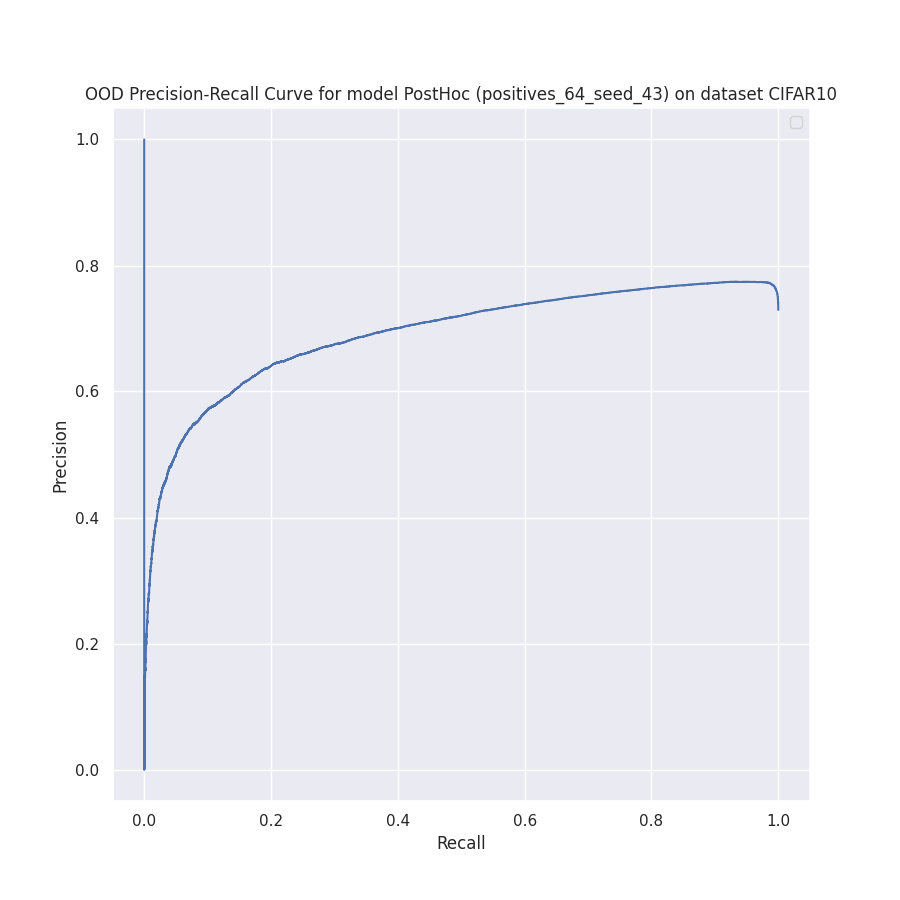 OOD Precision-Recall Curve for model PostHoc (positives_64_seed_43) on dataset CIFAR10
1.0
0.8
0.6
0.4
0.2
0.0
Precision
0.0 0.2 0.4 0.6 0.8 1.0
Recall